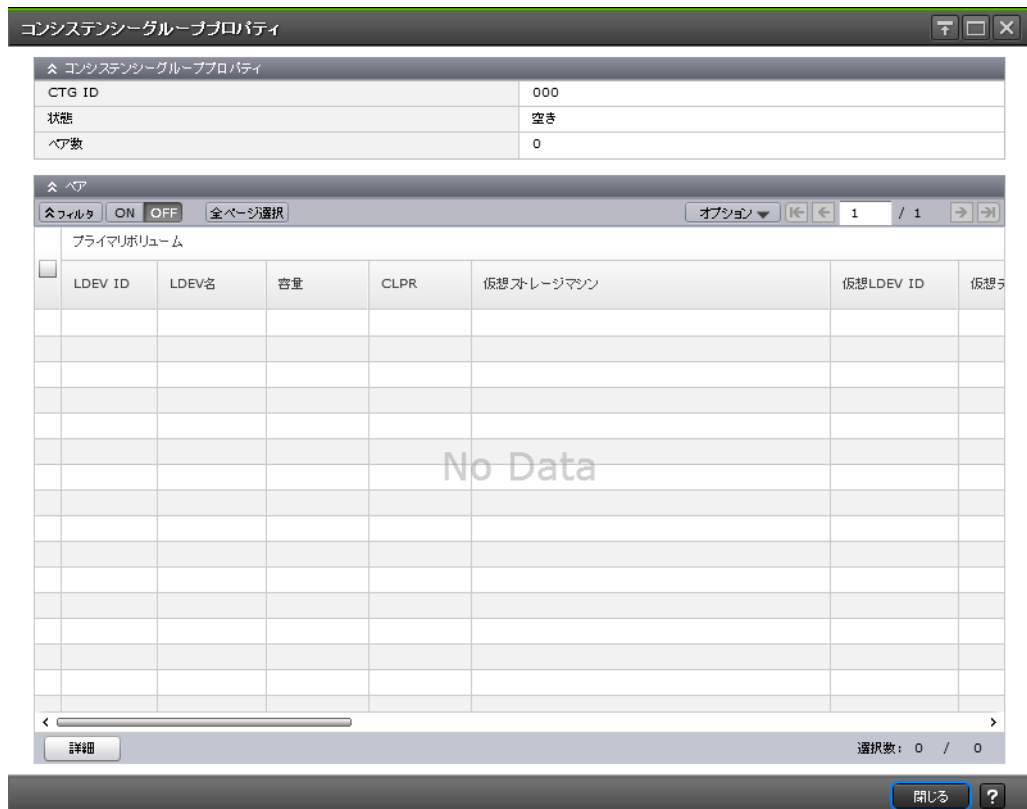 コンシステンシーグループプロパティ
コンシステンシーグループプロパティ
CTG ID 000
状態 空き
ペア数 0
ペア
フィルタ ON OFF 全ページ選択 オプション 1 / 1
プライマリボリューム
LDEV ID LDEV名 容量 CLPR 仮想ストレージマシン 仮想LDEV ID 仮想デ
No Data
詳細 選択数: 0 / 0
閉じる ?